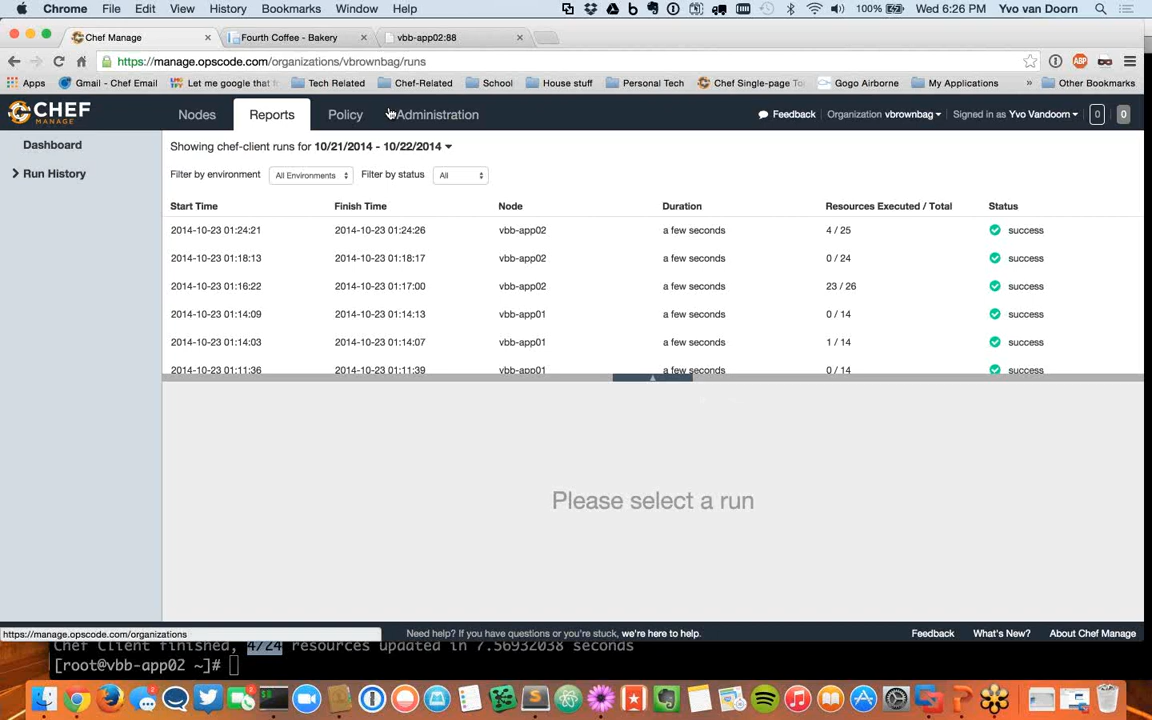 Chrome File Edit View History Bookmarks Window Help 100% Wed 6:26 PM Yvo van Doorn
Chef Manage × Fourth Coffee - Bakery × vbb-app02:88 ×
https://manage.opscode.com/organizations/vbrownbag/runs
Apps Gmail - Chef Email Let me google that f Tech Related Chef-Related School House stuff Personal Tech Chef Single-page To Gogo Airborne My Applications » Other Bookmarks
CHEF MANAGE Nodes Reports Policy Administration Feedback Organization vbrownbag Signed in as Yvo Vandoorn 0 0
Dashboard
Run History
Showing chef-client runs for 10/21/2014 - 10/22/2014
Filter by environment All Environments Filter by status All
Start Time Finish Time Node Duration Resources Executed / Total Status
2014-10-23 01:24:21 2014-10-23 01:24:26 vbb-app02 a few seconds 4 / 25 success
2014-10-23 01:18:13 2014-10-23 01:18:17 vbb-app02 a few seconds 0 / 24 success
2014-10-23 01:16:22 2014-10-23 01:17:00 vbb-app02 a few seconds 23 / 26 success
2014-10-23 01:14:09 2014-10-23 01:14:13 vbb-app01 a few seconds 0 / 14 success
2014-10-23 01:14:03 2014-10-23 01:14:07 vbb-app01 a few seconds 1 / 14 success
2014-10-23 01:11:36 2014-10-23 01:11:39 vbb-app01 a few seconds 0 / 14 success
Please select a run
https://manage.opscode.com/organizations
Need help? If you have questions or you're stuck, we're here to help. Feedback What's New? About Chef Manage
Chef Client finished, 4/24 resources updated in 7.56932038 seconds
[root@vbb-app02 ~]#